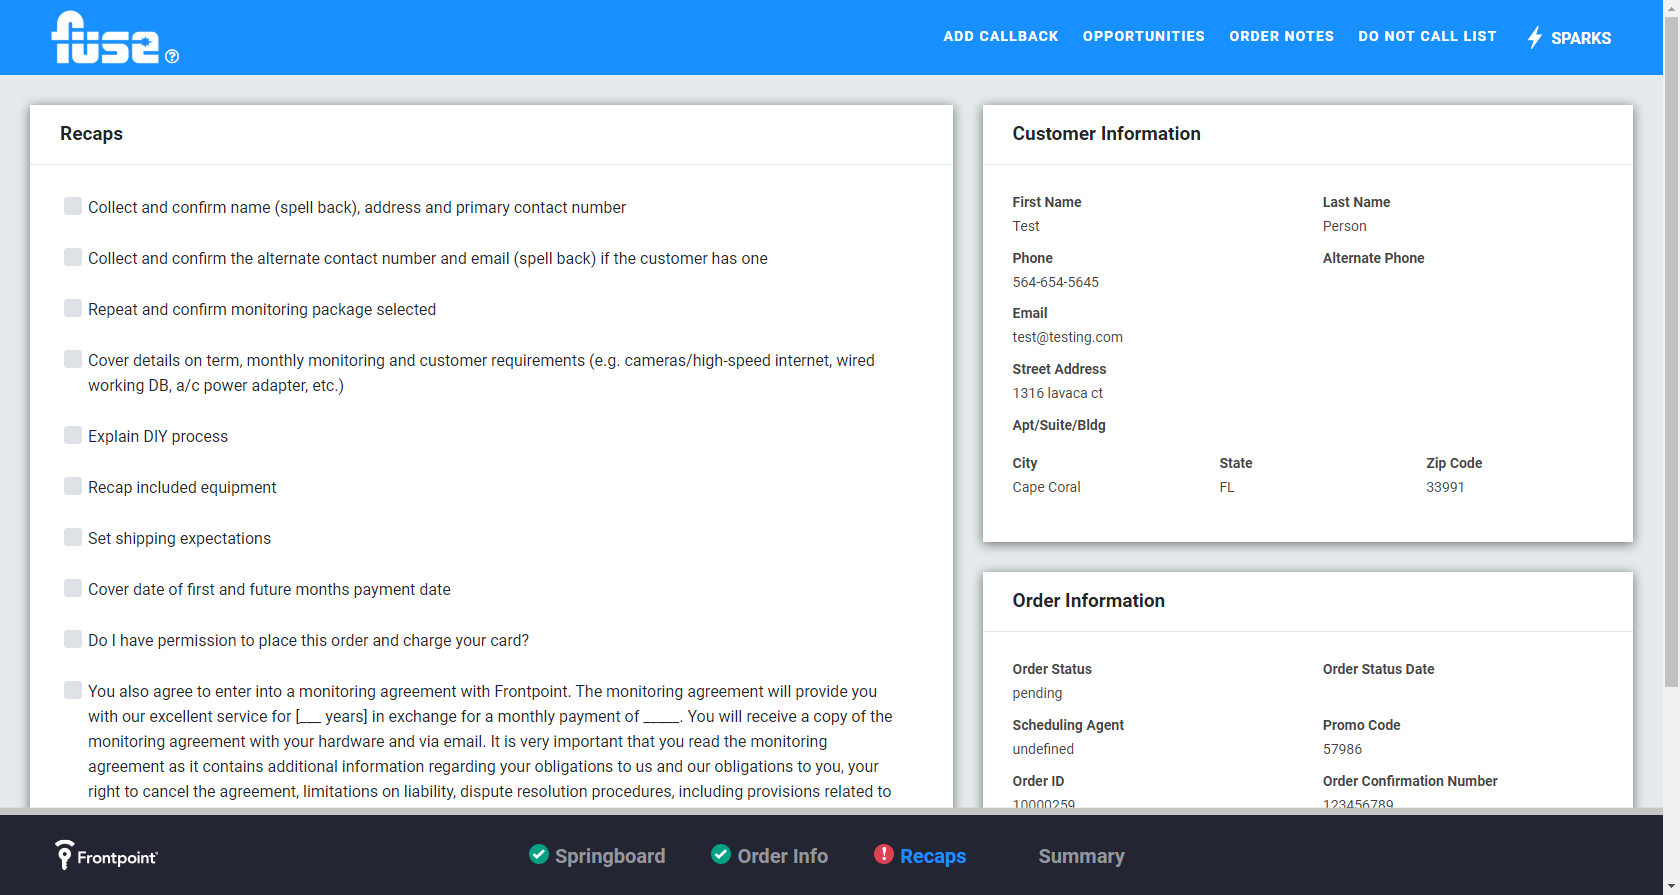 fuse
?
ADD CALLBACK
OPPORTUNITIES
ORDER NOTES
DO NOT CALL LIST
SPARKS
Recaps
Collect and confirm name (spell back), address and primary contact number
Collect and confirm the alternate contact number and email (spell back) if the customer has one
Repeat and confirm monitoring package selected
Cover details on term, monthly monitoring and customer requirements (e.g. cameras/high-speed internet, wired
working DB, a/c power adapter, etc.)
Explain DIY process
Recap included equipment
Set shipping expectations
Cover date of first and future months payment date
Do I have permission to place this order and charge your card?
You also agree to enter into a monitoring agreement with Frontpoint. The monitoring agreement will provide you
with our excellent service for [___ years] in exchange for a monthly payment of _____. You will receive a copy of the
monitoring agreement with your hardware and via email. It is very important that you read the monitoring
agreement as it contains additional information regarding your obligations to us and our obligations to you, your
right to cancel the agreement, limitations on liability, dispute resolution procedures, including provisions related to
Customer Information
First Name
Last Name
Test
Person
Phone
Alternate Phone
564-654-5645
Email
test@testing.com
Street Address
1316 lavaca ct
Apt/Suite/Bldg
City
State
Zip Code
Cape Coral
FL
33991
Order Information
Order Status
Order Status Date
pending
Scheduling Agent
Promo Code
undefined
57986
Order ID
Order Confirmation Number
10000259
123456789
Frontpoint
Springboard
Order Info
Recaps
Summary